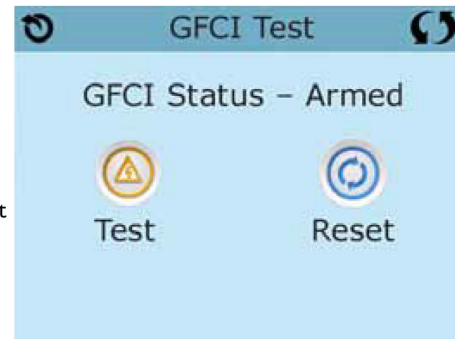 GFCI Test
GFCI Status – Armed
t
Test
Reset